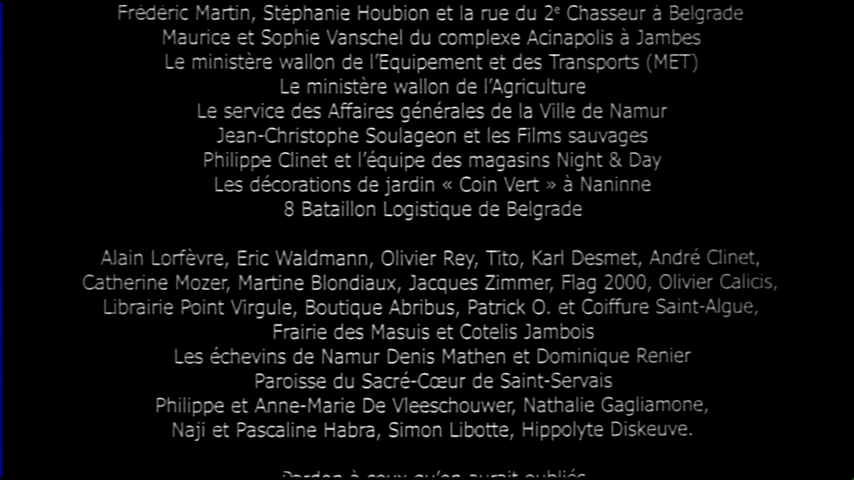 Frédéric Martin, Stéphanie Houbion et la rue du 2e Chasseur à Belgrade
Maurice et Sophie Vanschel du complexe Acinapolis à Jambes
Le ministère wallon de l'Equipement et des Transports (MET)
Le ministère wallon de l'Agriculture
Le service des Affaires générales de la Ville de Namur
Jean-Christophe Soulageon et les Films sauvages
Philippe Clinet et l'équipe des magasins Night & Day
Les décorations de jardin « Coin Vert » à Naninne
8 Bataillon Logistique de Belgrade
Alain Lorfèvre, Eric Waldmann, Olivier Rey, Tito, Karl Desmet, André Clinet,
Catherine Mozer, Martine Blondiaux, Jacques Zimmer, Flag 2000, Olivier Calicis,
Librairie Point Virgule, Boutique Abribus, Patrick O. et Coiffure Saint-Algue,
Frairie des Masuis et Cotelis Jambois
Les échevins de Namur Denis Mathen et Dominique Renier
Paroisse du Sacré-Cœur de Saint-Servais
Philippe et Anne-Marie De Vleeschouwer, Nathalie Gagliamone,
Naji et Pascaline Habra, Simon Libotte, Hippolyte Diskeuve.
Pardon à ceux qu'on aurait oubliés